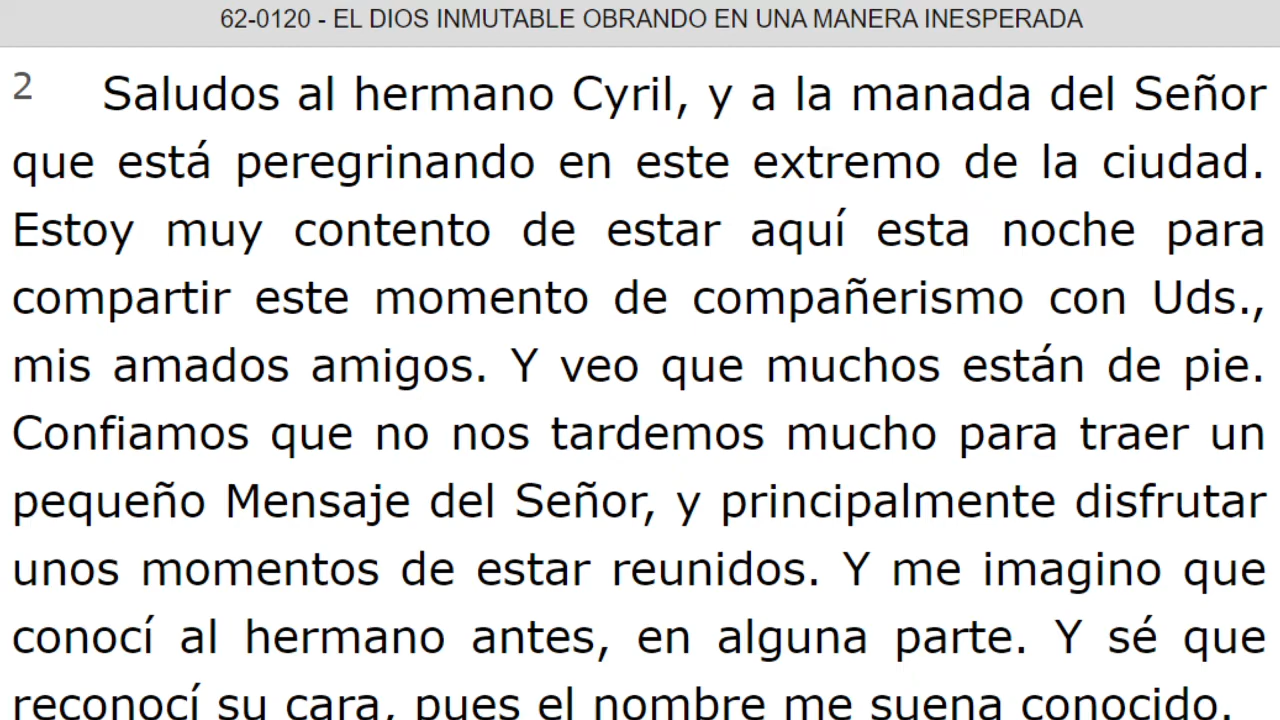 62-0120 - EL DIOS INMUTABLE OBRANDO EN UNA MANERA INESPERADA
2 Saludos al hermano Cyril, y a la manada del Señor
que está peregrinando en este extremo de la ciudad.
Estoy muy contento de estar aquí esta noche para
compartir este momento de compañerismo con Uds.,
mis amados amigos. Y veo que muchos están de pie.
Confiamos que no nos tardemos mucho para traer un
pequeño Mensaje del Señor, y principalmente disfrutar
unos momentos de estar reunidos. Y me imagino que
conocí al hermano antes, en alguna parte. Y sé que
reconocí su cara, pues el nombre me suena conocido.